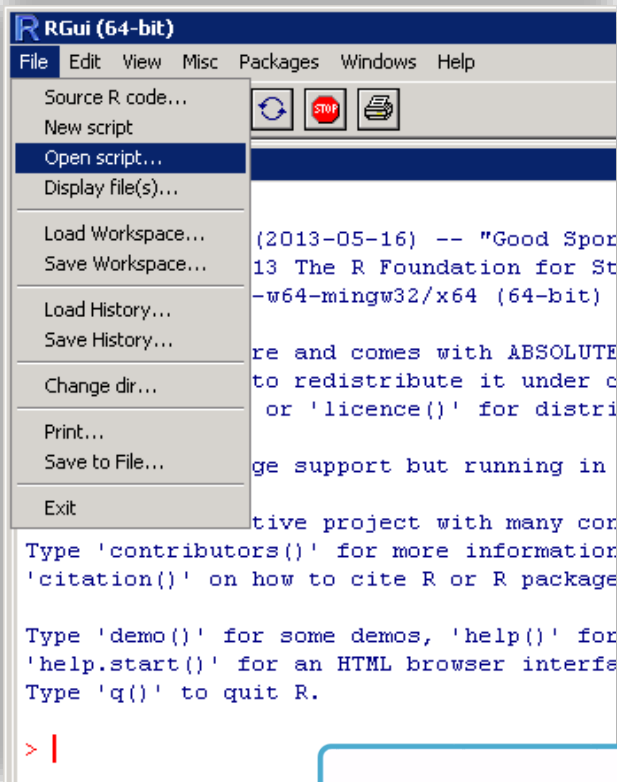 RGui (64-bit)
File Edit View Misc Packages Windows Help
Source R code...
New script
Open script...
Display file(s)...
Load Workspace...
Save Workspace...
Load History...
Save History...
Change dir...
Print...
Save to File...
Exit
STOP
(2013-05-16) -- "Good Spor
13 The R Foundation for St
-w64-mingw32/x64 (64-bit)
re and comes with ABSOLUTE
to redistribute it under c
or 'licence()' for distri
ge support but running in
tive project with many con
Type 'contributors()' for more information
'citation()' on how to cite R or R package
Type 'demo()' for some demos, 'help()' for
'help.start()' for an HTML browser interfa
Type 'q()' to quit R.
>